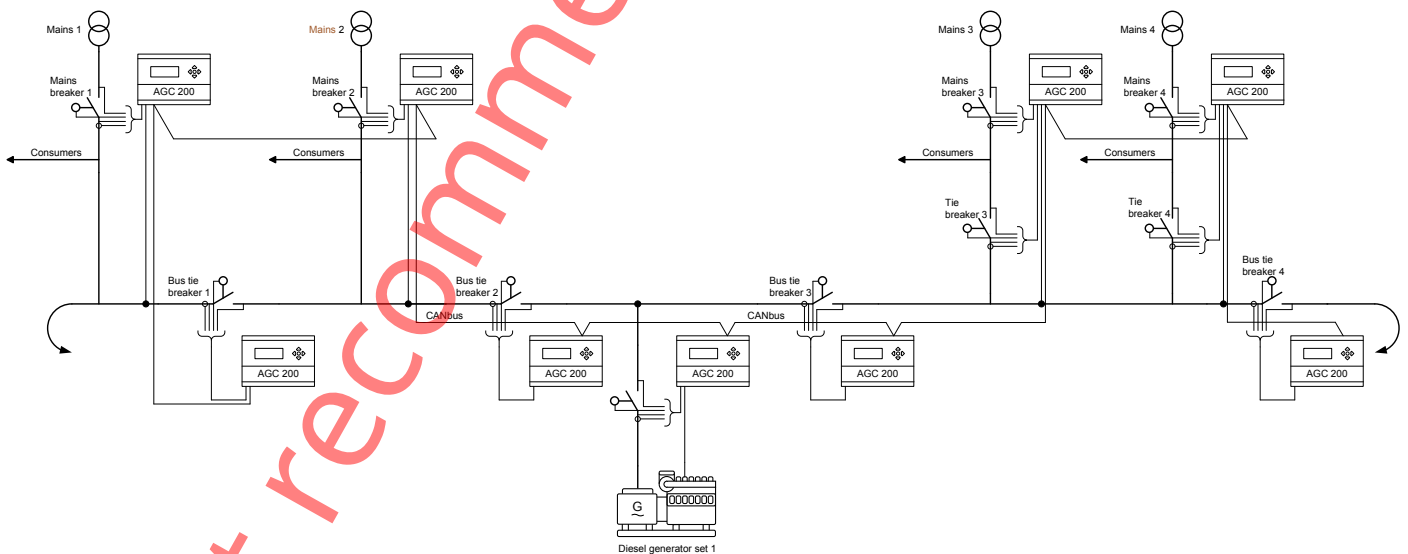 Mains 1
Mains 2
Mains 3
Mains 4
Mains
breaker 1
AGC 200
Mains
breaker 2
AGC 200
Mains
breaker 3
AGC 200
Mains
breaker 4
AGC 200
Consumers
Consumers
Consumers
Consumers
Tie
breaker 3
Tie
breaker 4
Bus tie
breaker 1
Bus tie
breaker 2
Bus tie
breaker 3
Bus tie
breaker 4
CANbus
CANbus
AGC 200
AGC 200
AGC 200
AGC 200
AGC 200
G
~
Diesel generator set 1
t recomme